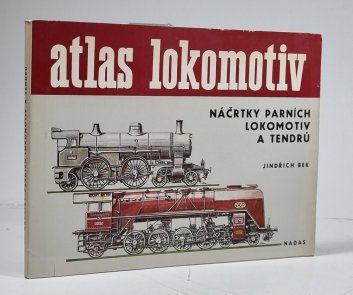 atlas lokomotiv
NÁČRTKY PARNÍCH
LOKOMOTIV
A TENDRŮ
JINDŘICH BEK
NADAS